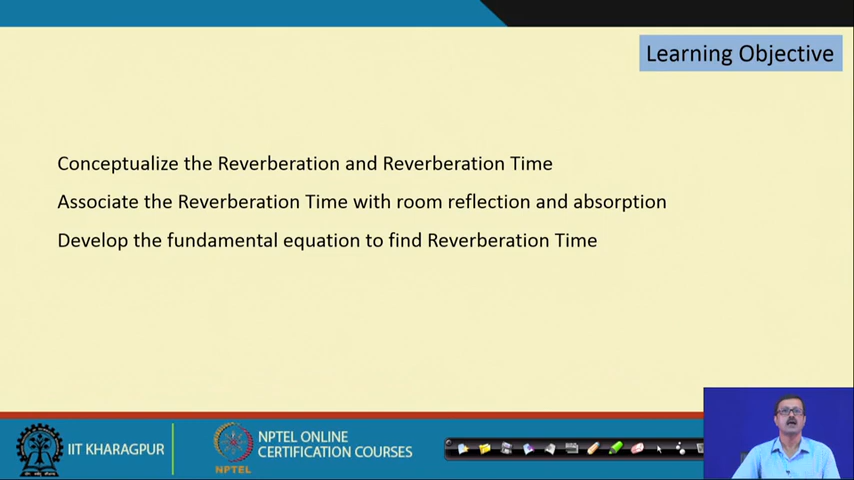 Learning Objective
Conceptualize the Reverberation and Reverberation Time
Associate the Reverberation Time with room reflection and absorption
Develop the fundamental equation to find Reverberation Time
IIT KHARAGPUR
NPTEL
NPTEL ONLINE
CERTIFICATION COURSES